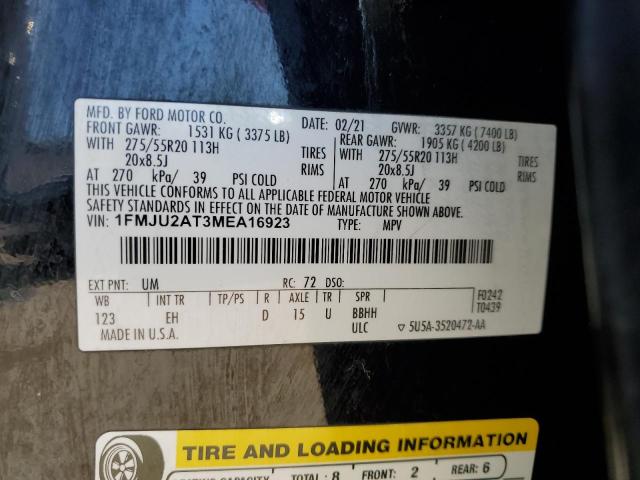 MFD. BY FORD MOTOR CO. DATE: 02/21 GVWR: 3357 KG (7400 LB)
FRONT GAWR: 1531 KG (3375 LB) REAR GAWR: 1905 KG (4200 LB)
WITH 275/55R20 113H TIRES WITH 275/55R20 113H TIRES
20x8.5J RIMS 20x8.5J RIMS
AT 270 kPa/ 39 PSI COLD AT 270 kPa/ 39 PSI COLD
THIS VEHICLE CONFORMS TO ALL APPLICABLE FEDERAL MOTOR VEHICLE
SAFETY STANDARDS IN EFFECT ON THE DATE OF MANUFACTURE SHOWN ABOVE.
VIN: 1FMJU2AT3MEA16923 TYPE: MPV
EXT PNT: UM RC: 72 DSO:
WB INT TR TP/PS R AXLE TR SPR F0242
123 EH D 15 U BBHH T0439
MADE IN U.S.A. ULC ▽ 5U5A-3520472-AA
TIRE AND LOADING INFORMATION
SEATING CAPACITY TOTAL: 8 FRONT: 2 REAR: 6